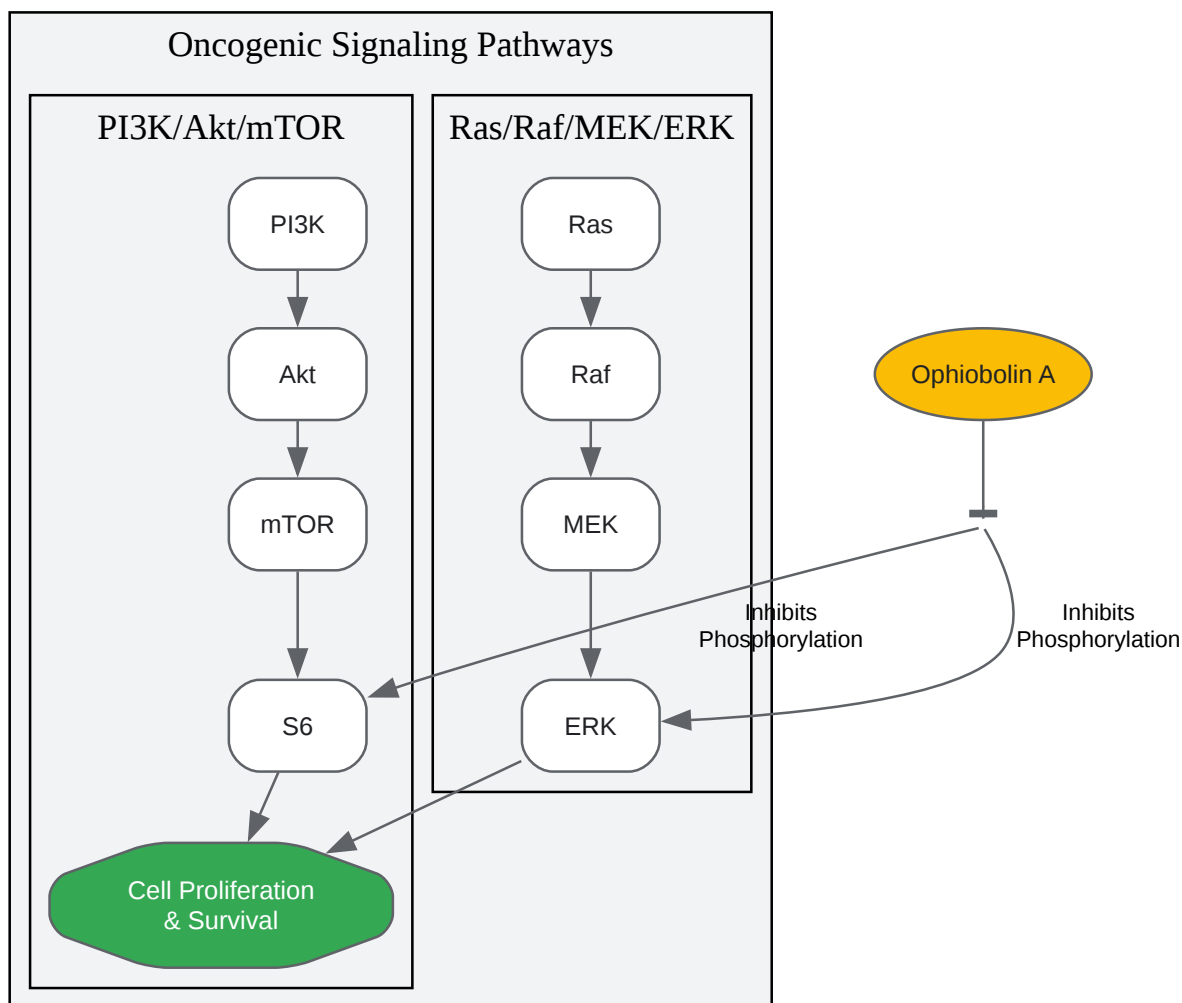 Oncogenic Signaling Pathways
PI3K/Akt/mTOR
Ras/Raf/MEK/ERK
PI3K
Ras
Akt
Raf
Ophiobolin A
mTOR
MEK
Inhibits
Phosphorylation
Inhibits
Phosphorylation
S6
ERK
Cell Proliferation
& Survival